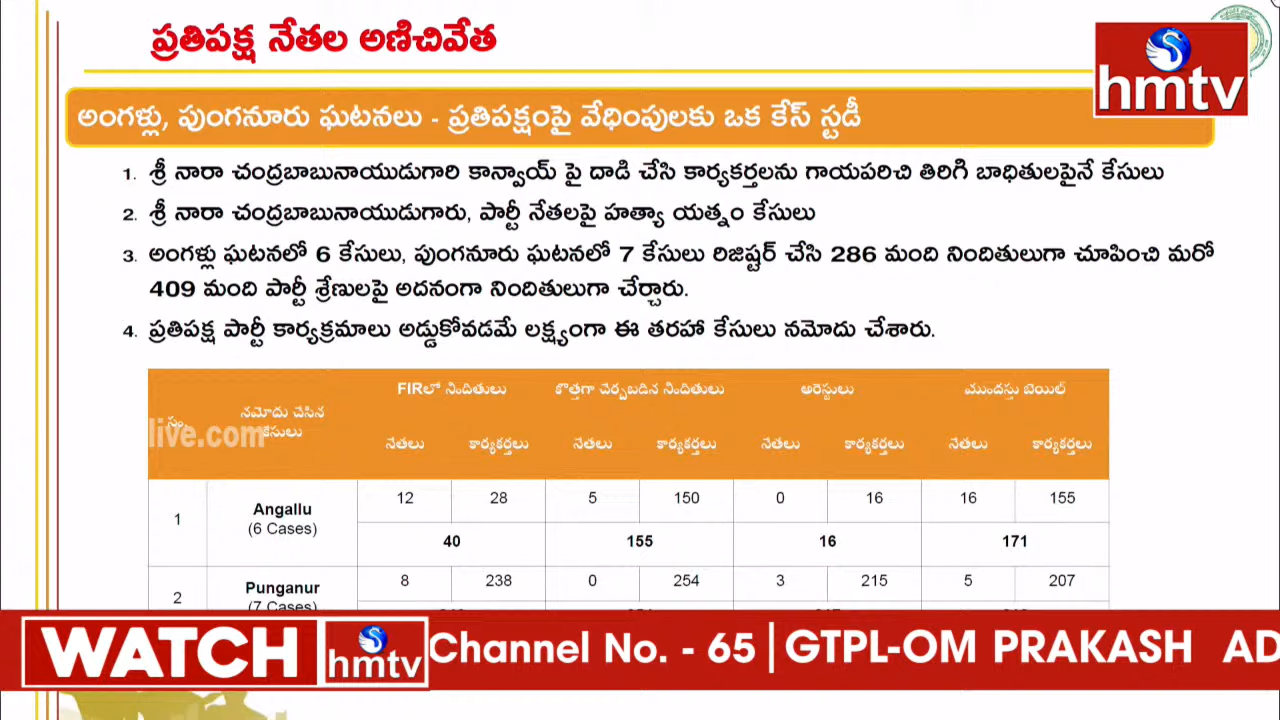 ప్రతిపక్ష నేతల అణిచివేత
hmtv
అంగళ్లు, పుంగనూరు ఘటనలు - ప్రతిపక్షంపై వేధింపులకు ఒక కేస్ స్టడీ
1. శ్రీ నారా చంద్రబాబునాయుడుగారి కాన్వాయ్ పై దాడి చేసి కార్యకర్తలను గాయపరిచి తిరిగి బాధితులపైనే కేసులు
2. శ్రీ నారా చంద్రబాబునాయుడుగారు, పార్టీ నేతలపై హత్యా యత్నం కేసులు
3. అంగళ్లు ఘటనలో 6 కేసులు, పుంగనూరు ఘటనలో 7 కేసులు రిజిష్టర్ చేసి 286 మంది నిందితులుగా చూపించి మరో
409 మంది పార్టీ శ్రేణులపై అదనంగా నిందితులుగా చేర్చారు.
4. ప్రతిపక్ష పార్టీ కార్యక్రమాలు అడ్డుకోవడమే లక్ష్యంగా ఈ తరహా కేసులు నమోదు చేశారు.
సం. నమోదు చేసిన కేసులు FIRలో నిందితులు కొత్తగా చేర్చబడిన నిందితులు అరెస్టులు ముందస్తు బెయిల్
live.com
నేతలు కార్యకర్తలు నేతలు కార్యకర్తలు నేతలు కార్యకర్తలు నేతలు కార్యకర్తలు
1 Angallu (6 Cases) 12 28 5 150 0 16 16 155
40 155 16 171
2 Punganur (7 Cases) 8 238 0 254 3 215 5 207
WATCH hmtv Channel No. - 65 | GTPL-OM PRAKASH AD